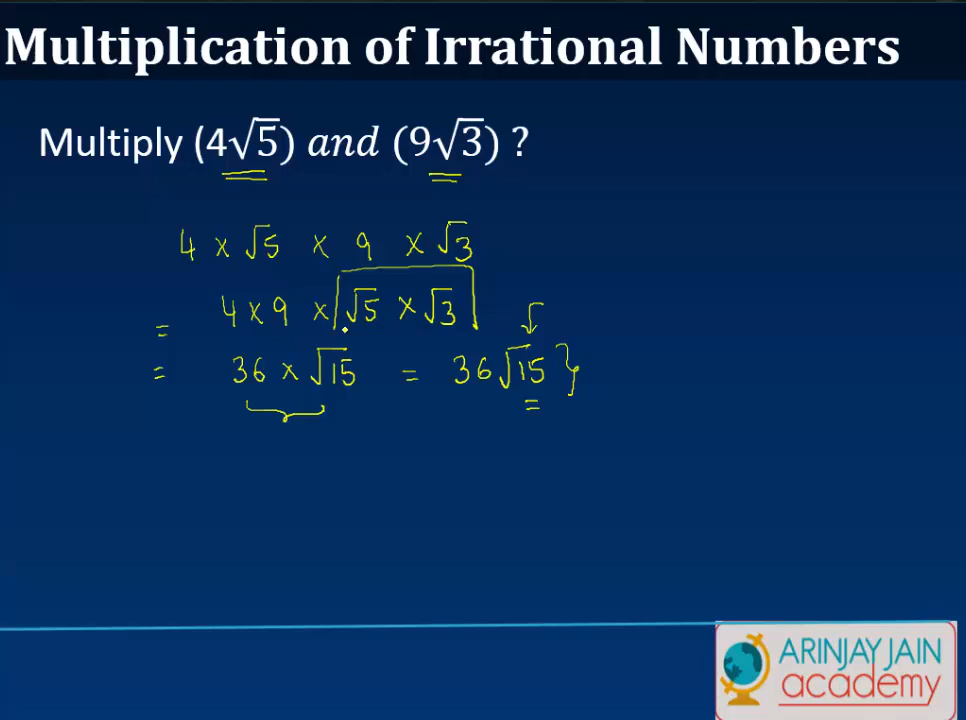 Multiplication of Irrational Numbers
Multiply (4√5) and (9√3) ?
4 × √5 × 9 × √3
= 4 × 9 × √5 × √3
= 36 × √15 = 36√15 }
ARINJAY JAIN
academy